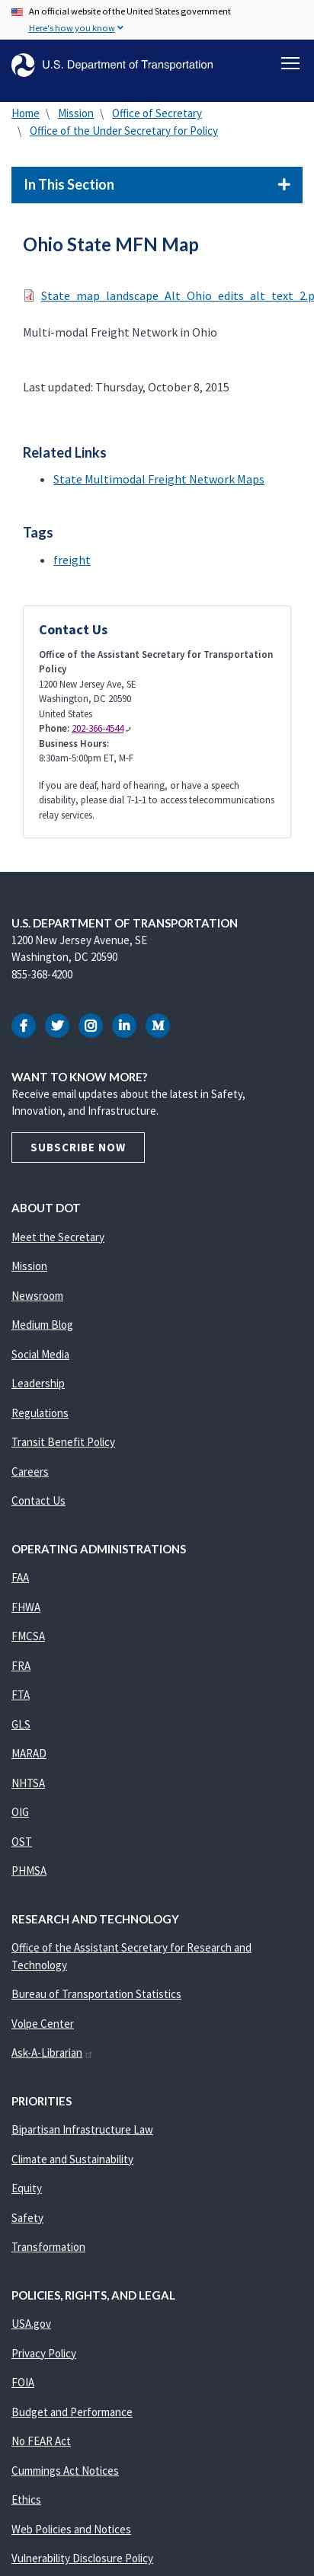 An official website of the United States government
Here's how you know
U.S. Department of Transportation
Home \ Mission \ Office of Secretary
\ Office of the Under Secretary for Policy
In This Section
Ohio State MFN Map
State_map_landscape_Alt_Ohio_edits_alt_text_2.p
Multi-modal Freight Network in Ohio
Last updated: Thursday, October 8, 2015
Related Links
• State Multimodal Freight Network Maps
Tags
• freight
Contact Us
Office of the Assistant Secretary for Transportation
Policy
1200 New Jersey Ave, SE
Washington, DC 20590
United States
Phone: 202-366-4544
Business Hours:
8:30am-5:00pm ET, M-F
If you are deaf, hard of hearing, or have a speech
disability, please dial 7-1-1 to access telecommunications
relay services.
U.S. DEPARTMENT OF TRANSPORTATION
1200 New Jersey Avenue, SE
Washington, DC 20590
855-368-4200
WANT TO KNOW MORE?
Receive email updates about the latest in Safety,
Innovation, and Infrastructure.
SUBSCRIBE NOW
ABOUT DOT
Meet the Secretary
Mission
Newsroom
Medium Blog
Social Media
Leadership
Regulations
Transit Benefit Policy
Careers
Contact Us
OPERATING ADMINISTRATIONS
FAA
FHWA
FMCSA
FRA
FTA
GLS
MARAD
NHTSA
OIG
OST
PHMSA
RESEARCH AND TECHNOLOGY
Office of the Assistant Secretary for Research and
Technology
Bureau of Transportation Statistics
Volpe Center
Ask-A-Librarian
PRIORITIES
Bipartisan Infrastructure Law
Climate and Sustainability
Equity
Safety
Transformation
POLICIES, RIGHTS, AND LEGAL
USA.gov
Privacy Policy
FOIA
Budget and Performance
No FEAR Act
Cummings Act Notices
Ethics
Web Policies and Notices
Vulnerability Disclosure Policy